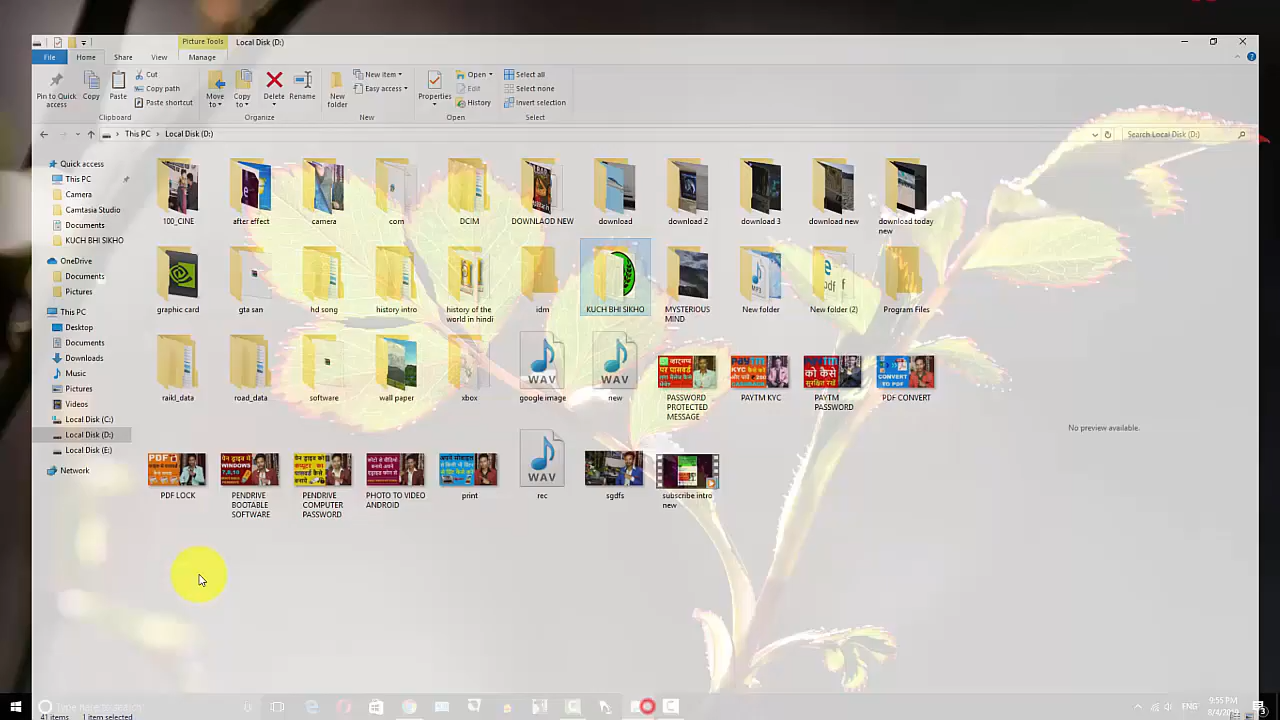 Picture Tools
Local Disk (D:)
File Home Share View Manage
Pin to Quick access
Copy
Paste
Cut
Copy path
Paste shortcut
Clipboard
Move to
Copy to
Delete
Rename
Organize
New folder
New item
Easy access
New
Properties
Open
Edit
History
Open
Select all
Select none
Invert selection
Select
This PC > Local Disk (D:)
Search Local Disk (D:)
Quick access
This PC
Camera
Camtasia Studio
Documents
KUCH BHI SIKHO
OneDrive
Documents
Pictures
This PC
Desktop
Documents
Downloads
Music
Pictures
Videos
Local Disk (C:)
Local Disk (D:)
Local Disk (E:)
Network
100_CINE
after effect
camera
corn
DCIM
DOWNLAOD NEW
download
download 2
download 3
download new
download today
new
graphic card
gta san
hd song
history intro
history of the
world in hindi
idm
KUCH BHI SIKHO
MYSTERIOUS
MIND
New folder
New folder (2)
Program Files
raikl_data
road_data
software
wall paper
xbox
WAV
google image
WAV
new
PASSWORD
PROTECTED
MESSAGE
PAYTM KYC
PAYTM
PASSWORD
PDF CONVERT
PDF LOCK
PENDRIVE
BOOTABLE
SOFTWARE
PENDRIVE
COMPUTER
PASSWORD
PHOTO TO VIDEO
ANDROID
print
WAV
rec
sgdfs
subscribe intro
new
No preview available.
Type here to search
ENG
9:55 PM
41 items 1 item selected